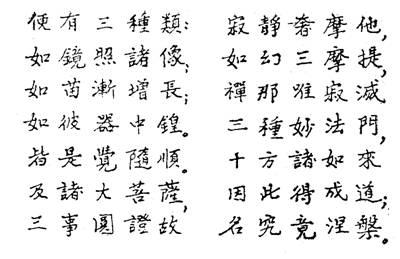 便有三種類: 寂靜奢摩他,
如鏡照諸像; 如幻三摩提,
如苗漸增長; 禪那唯寂滅
如彼器中鍠。 三種妙法門,
皆是覺隨順。 十方諸如來
及諸大菩薩, 因此得成道;
三事圓證故 名究竟涅槃。